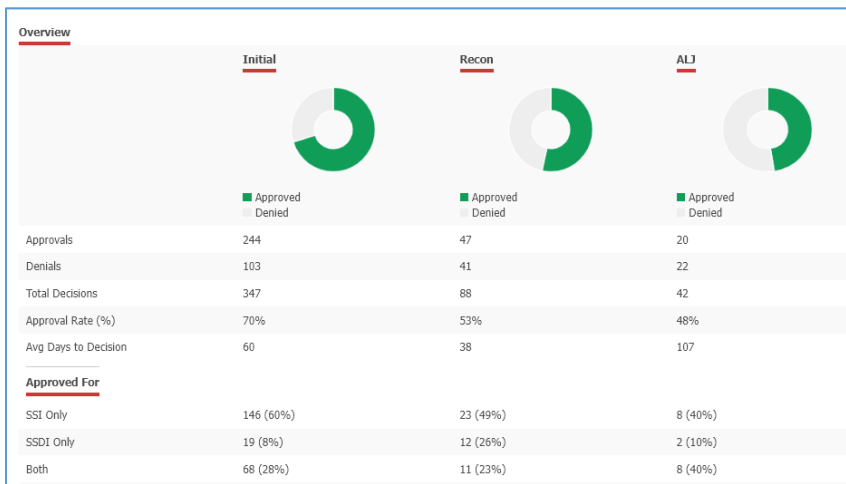 Overview
Initial Recon ALJ
Approved Approved Approved
Denied Denied Denied
Approvals 244 47 20
Denials 103 41 22
Total Decisions 347 88 42
Approval Rate (%) 70% 53% 48%
Avg Days to Decision 60 38 107
Approved For
SSI Only 146 (60%) 23 (49%) 8 (40%)
SSDI Only 19 (8%) 12 (26%) 2 (10%)
Both 68 (28%) 11 (23%) 8 (40%)